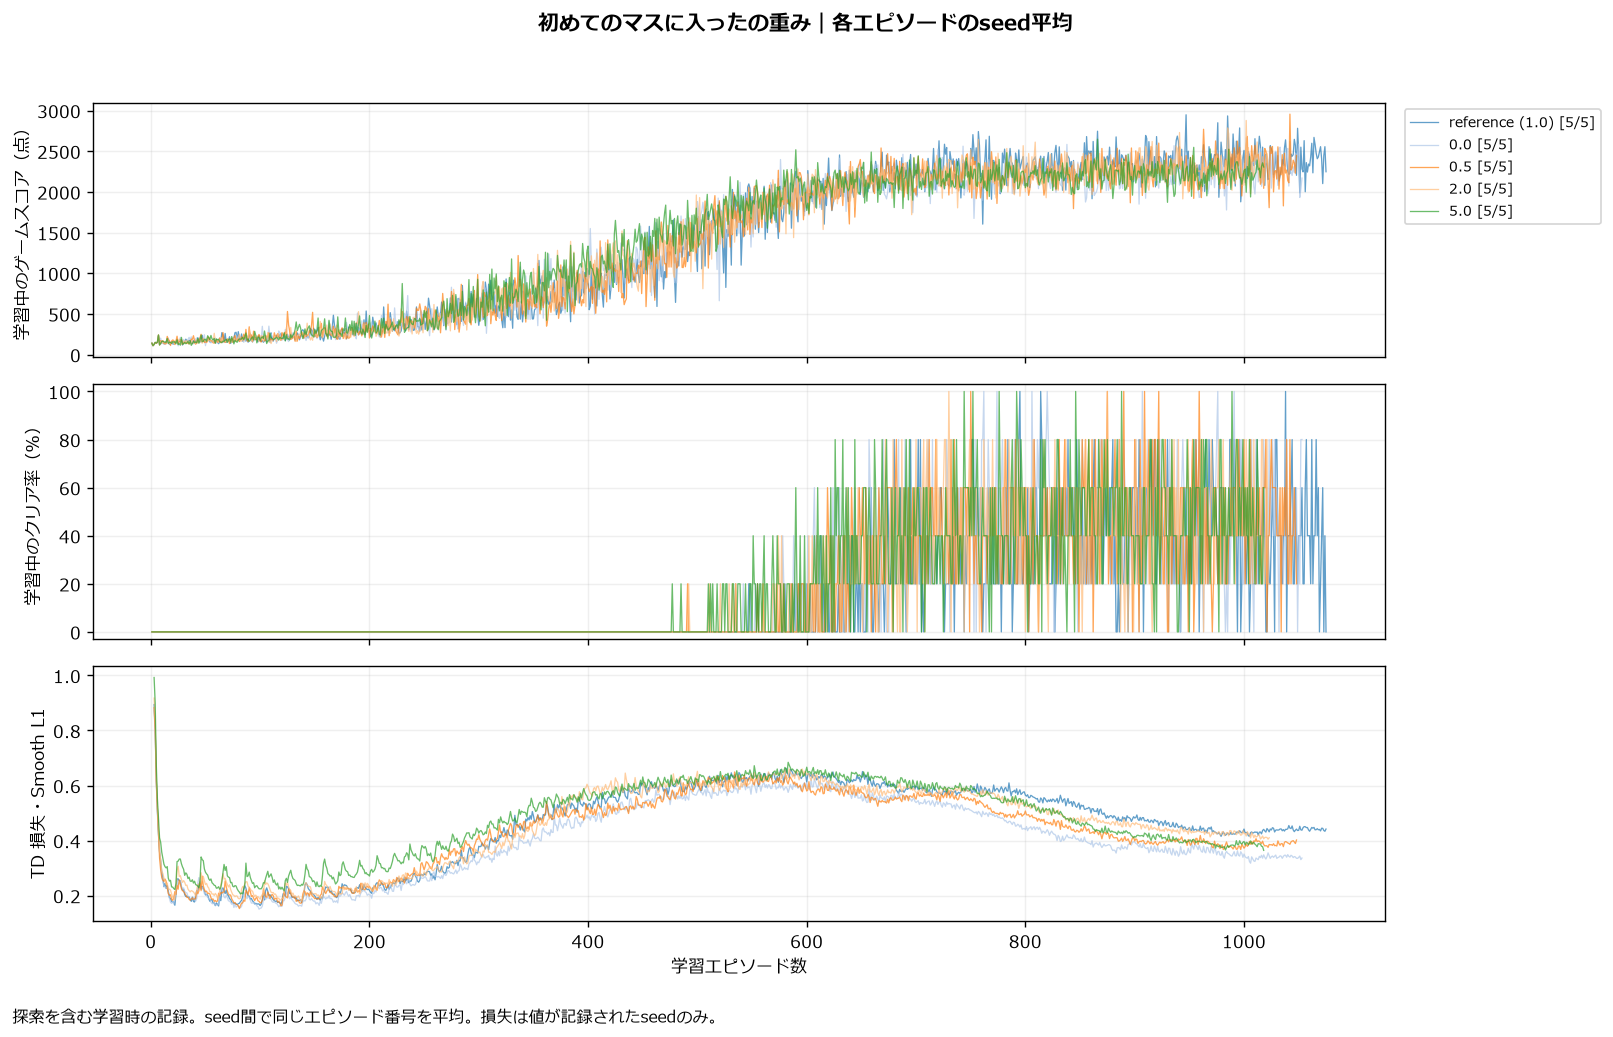 初めてのマスに入ったの重み｜各エピソードのseed平均
学習中のゲームスコア（点）
3000
2500
2000
1500
1000
500
0
reference (1.0) [5/5]
0.0 [5/5]
0.5 [5/5]
2.0 [5/5]
5.0 [5/5]
学習中のクリア率（%）
100
80
60
40
20
0
TD 損失・Smooth L1
1.0
0.8
0.6
0.4
0.2
0 200 400 600 800 1000
学習エピソード数
探索を含む学習時の記録。seed間で同じエピソード番号を平均。損失は値が記録されたseedのみ。